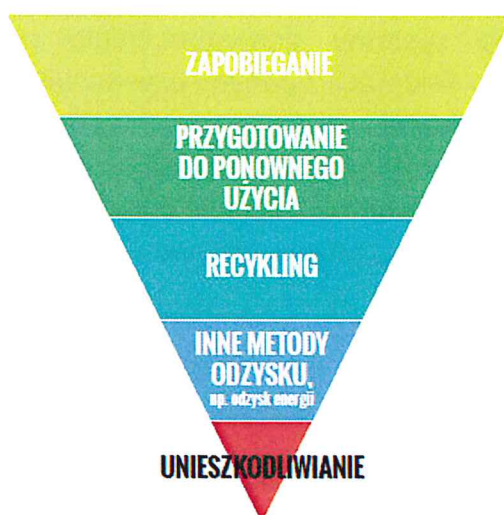 ZAPOBIEGANIE
PRZYGOTOWANIE
DO PONOWNEGO
UŻYCIA
RECYKLING
INNE METODY
ODZYSKU,
np. odzysk energii
UNIESZKODLIWIANIE